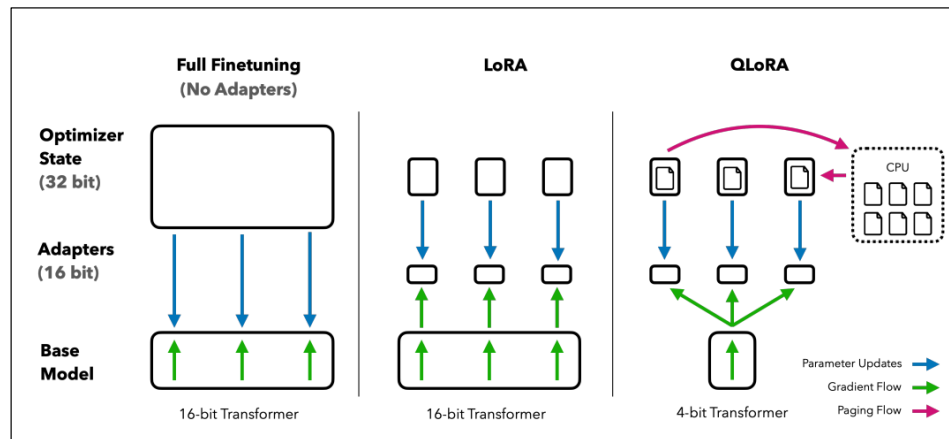 Full Finetuning
(No Adapters)
LoRA
QLoRA
Optimizer
State
(32 bit)
CPU
Adapters
(16 bit)
Base
Model
16-bit Transformer
16-bit Transformer
4-bit Transformer
Parameter Updates
Gradient Flow
Paging Flow